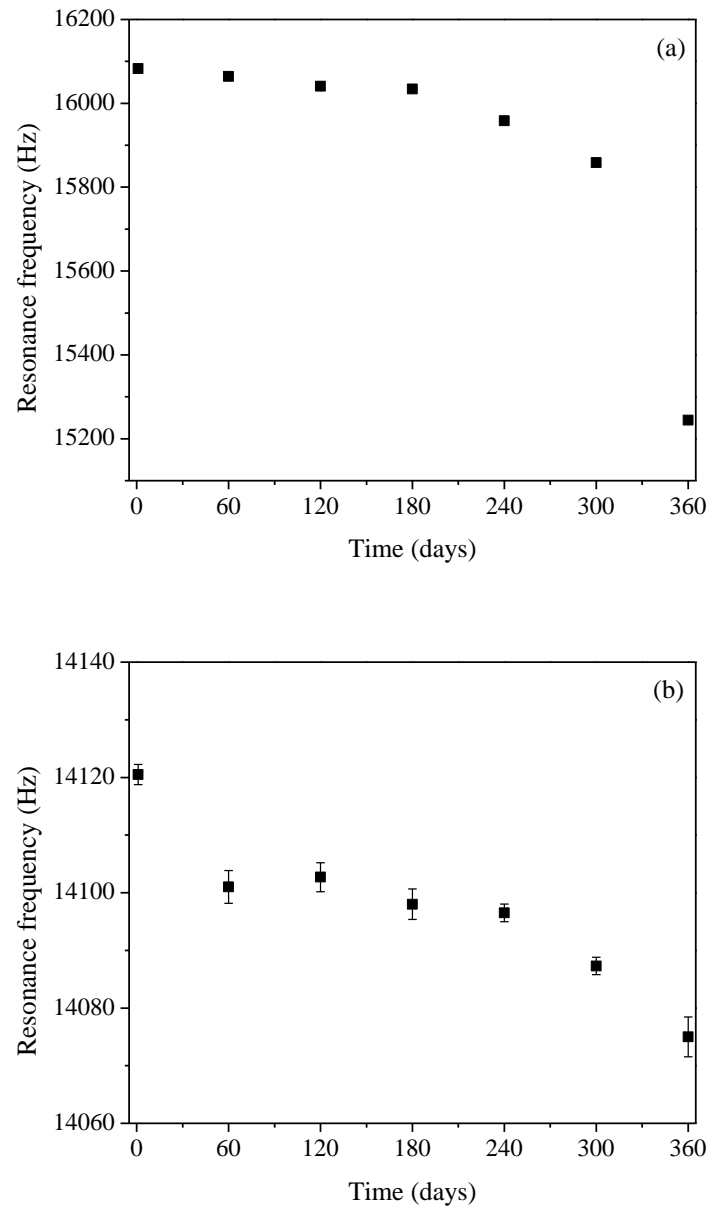 (a)
Resonance frequency (Hz)
16200
16000
15800
15600
15400
15200
0 60 120 180 240 300 360
Time (days)
(b)
Resonance frequency (Hz)
14140
14120
14100
14080
14060
0 60 120 180 240 300 360
Time (days)